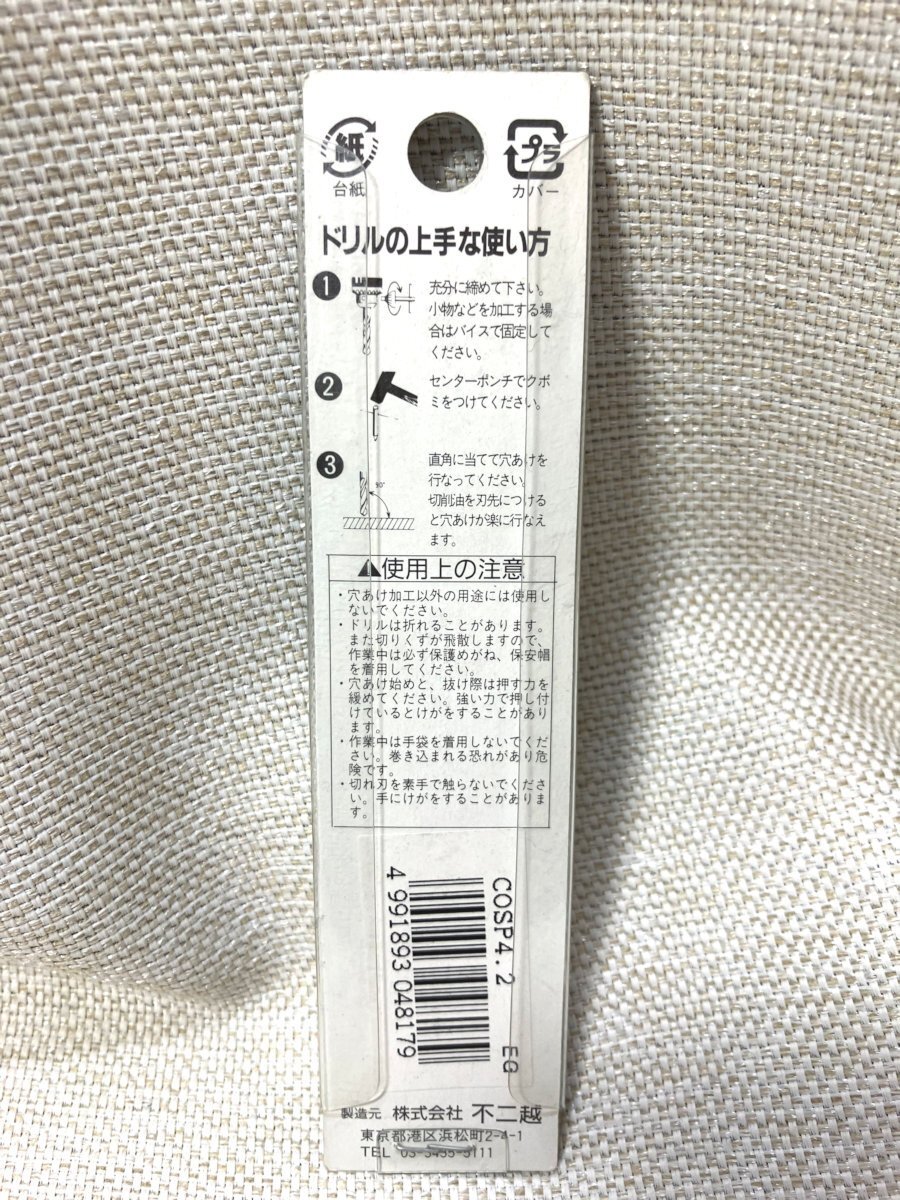 紙
台紙
プラ
カバー
ドリルの上手な使い方
1
充分に締めて下さい。
小物などを加工する場
合はバイスで固定して
ください。
2
センターポンチでクボ
ミをつけてください。
3
90°
直角に当てて穴あけを
行なってください。
切削油を刃先につける
と穴あけが楽に行なえ
ます。
使用上の注意
・穴あけ加工以外の用途には使用し
ないでください。
・ドリルは折れることがあります。
また切りくずが飛散しますので、
作業中は必ず保護めがね、保安帽
を着用してください。
・穴あけ始めと、抜け際は押す力を
緩めてください。強い力で押し付
けているとけがをすることがあり
ます。
・作業中は手袋を着用しないでくだ
さい。巻き込まれる恐れがあり危
険です。
・切れ刃を素手で触らないでくださ
い。手にけがをすることがありま
す。
COSP4.2 EG
4 991893 048179
製造元 株式会社 不二越
東京都港区浜松町2-4-1
TEL 03-3435-5111